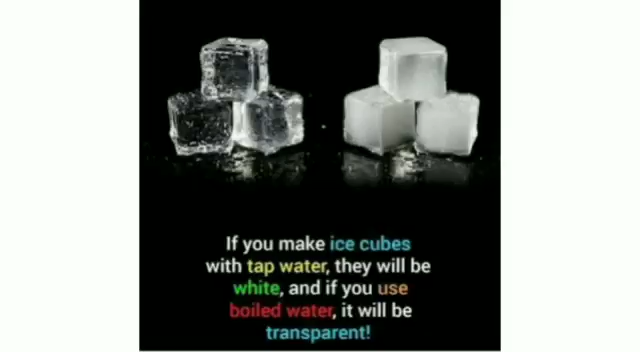 If you make ice cubes
with tap water, they will be
white, and if you use
boiled water, it will be
transparent!